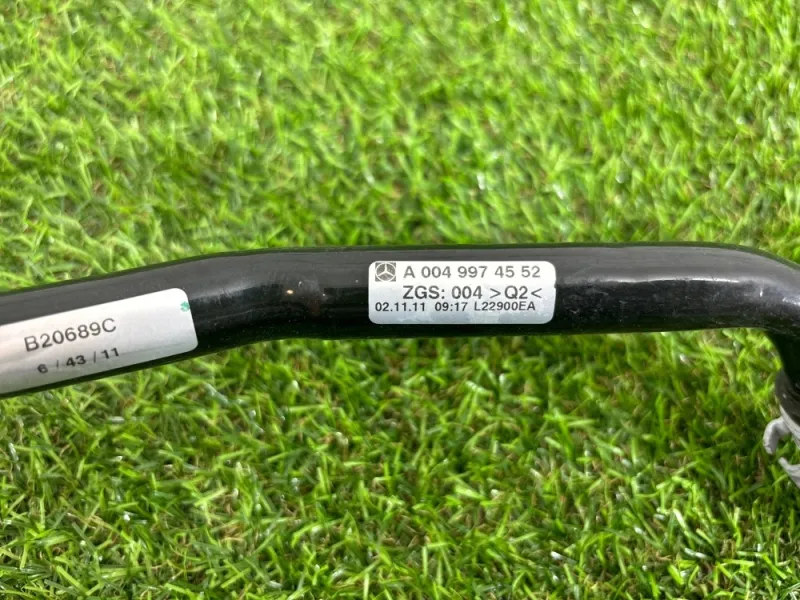 B20689C
6 / 43 / 11
A 004 997 45 52
ZGS: 004 >Q2<
02.11.11 09:17 L22900EA